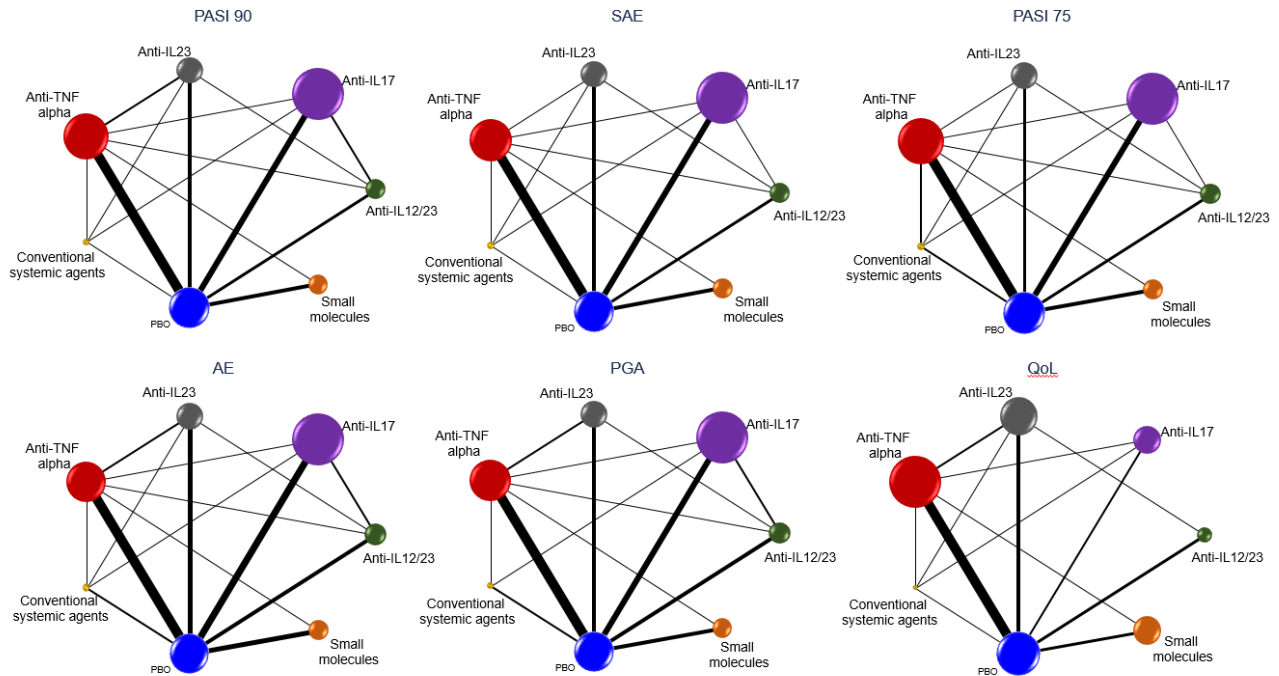 PASI 90
Anti-IL23
Anti-IL17
Anti-TNF
alpha
Anti-IL12/23
Conventional
systemic agents
Small
molecules
PBO
SAE
Anti-IL23
Anti-IL17
Anti-TNF
alpha
Anti-IL12/23
Conventional
systemic agents
Small
molecules
PBO
PASI 75
Anti-IL23
Anti-IL17
Anti-TNF
alpha
Anti-IL12/23
Conventional
systemic agents
Small
molecules
PBO
AE
Anti-IL23
Anti-IL17
Anti-TNF
alpha
Anti-IL12/23
Conventional
systemic agents
Small
molecules
PBO
PGA
Anti-IL23
Anti-IL17
Anti-TNF
alpha
Anti-IL12/23
Conventional
systemic agents
Small
molecules
PBO
QoL
Anti-IL23
Anti-IL17
Anti-TNF
alpha
Anti-IL12/23
Conventional
systemic agents
Small
molecules
PBO